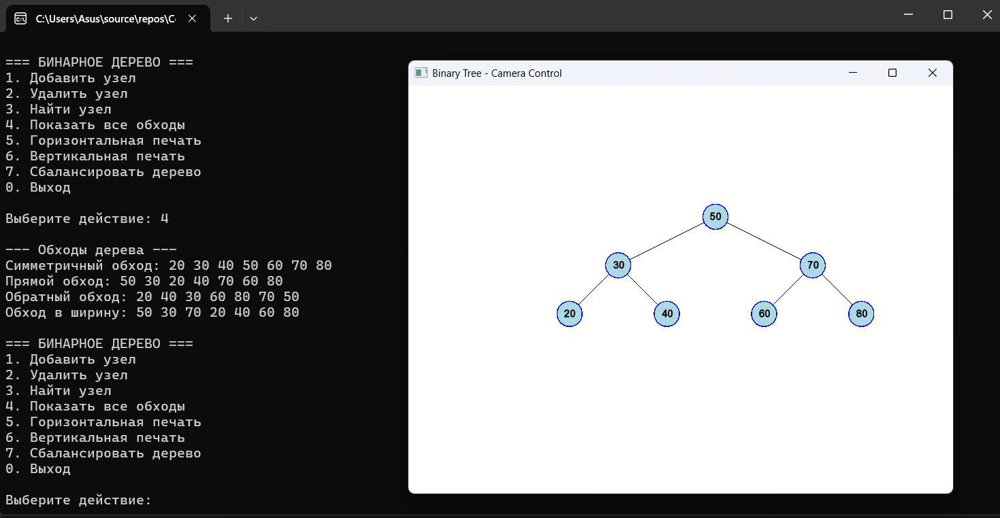 C:\Users\Asus\source\repos\C
=== БИНАРНОЕ ДЕРЕВО ===
1. Добавить узел
2. Удалить узел
3. Найти узел
4. Показать все обходы
5. Горизонтальная печать
6. Вертикальная печать
7. Сбалансировать дерево
0. Выход
Выберите действие: 4
--- Обходы дерева ---
Симметричный обход: 20 30 40 50 60 70 80
Прямой обход: 50 30 20 40 70 60 80
Обратный обход: 20 40 30 60 80 70 50
Обход в ширину: 50 30 70 20 40 60 80
=== БИНАРНОЕ ДЕРЕВО ===
1. Добавить узел
2. Удалить узел
3. Найти узел
4. Показать все обходы
5. Горизонтальная печать
6. Вертикальная печать
7. Сбалансировать дерево
0. Выход
Выберите действие:
Binary Tree - Camera Control
50
30 70
20 40 60 80